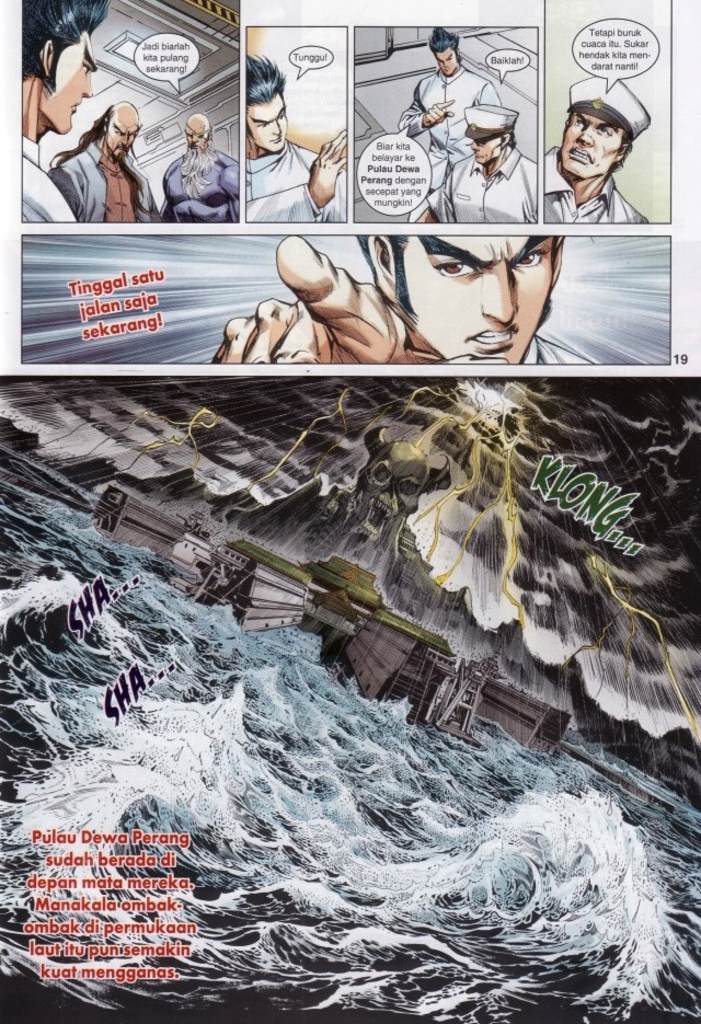 Jadi biarlah
kita pulang
sekarang!
Tunggu!
Baiklah!
Biar kita
belayar ke
Pulau Dewa
Perang dengan
secepat yang
mungkin!
Tetapi buruk
cuaca itu. Sukar
hendak kita men-
darat nanti!
Tinggal satu
jalan saja
sekarang!
19
KLONG...
SHA...
SHA...
Pulau Dewa Perang
sudah berada di
depan mata mereka.
Manakala ombak-
ombak di permukaan
laut itu pun semakin
kuat mengganas.